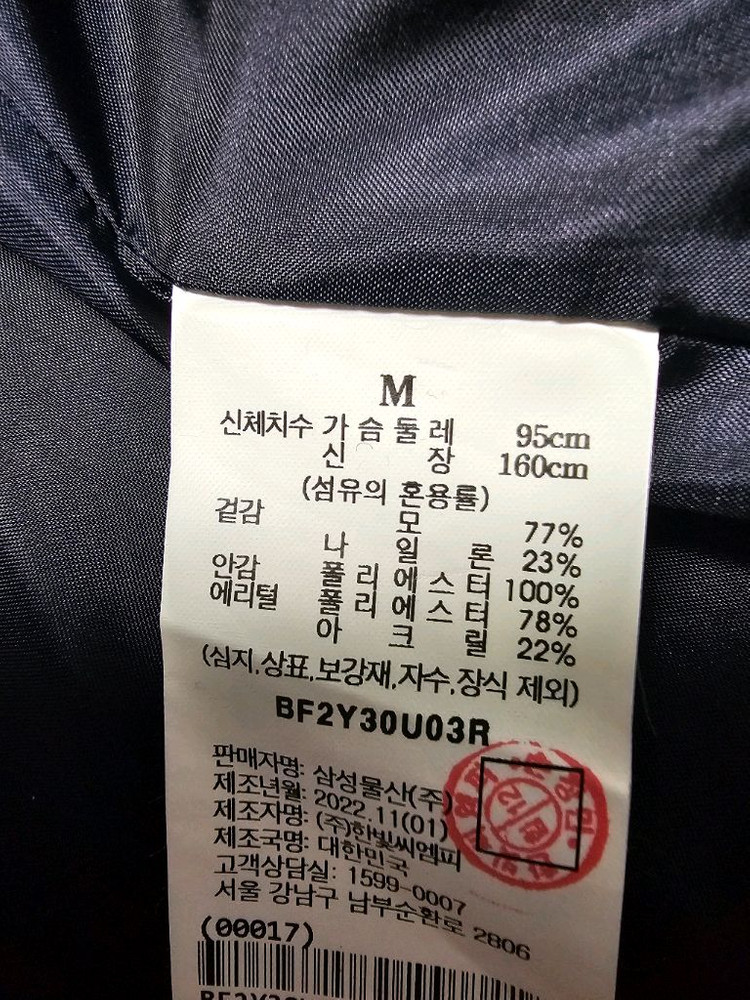 M
신체치수 가 슴 둘 레 95cm
신 장 160cm
(섬유의 혼용률)
겉감 모 77%
나 일 론 23%
안감 폴 리 에 스 터 100%
에리털 폴 리 에 스 터 78%
아 크 릴 22%
(심지,상표,보강재,자수,장식 제외)
BF2Y30U03R
판매자명: 삼성물산(주)
제조년월: 2022.11(01)
제조자명: (주)한빛씨엠피
제조국명: 대한민국
고객상담실: 1599-0007
서울 강남구 남부순환로 2806
(00017)